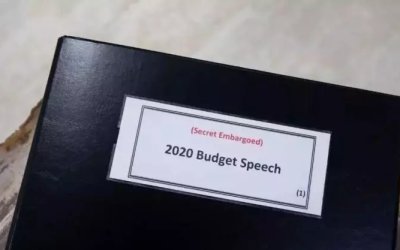 (Secret Embargoed)
2020 Budget Speech
(1)